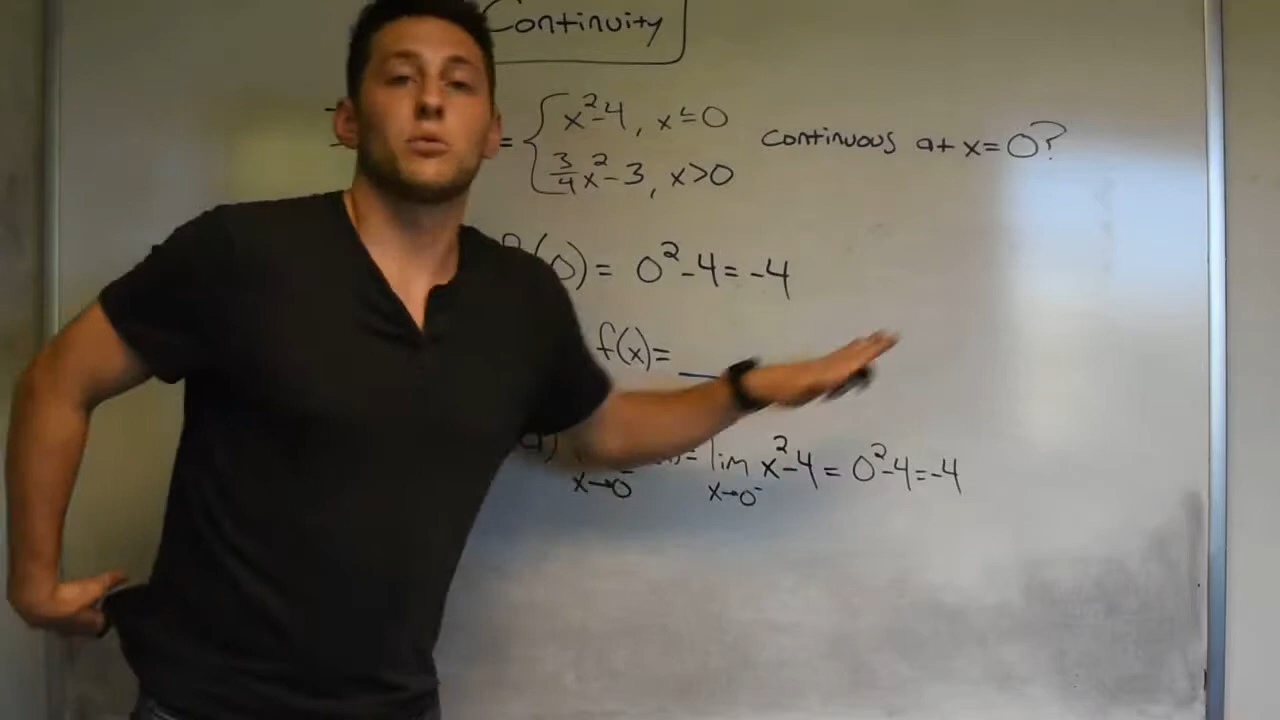 Continuity
= { x²-4, x≤0
¾x²-3, x>0
continuous at x=0?
(0) = 0²-4 = -4
f(x)= __
x→0⁻ = lim x→0⁻ x²-4 = 0²-4 = -4